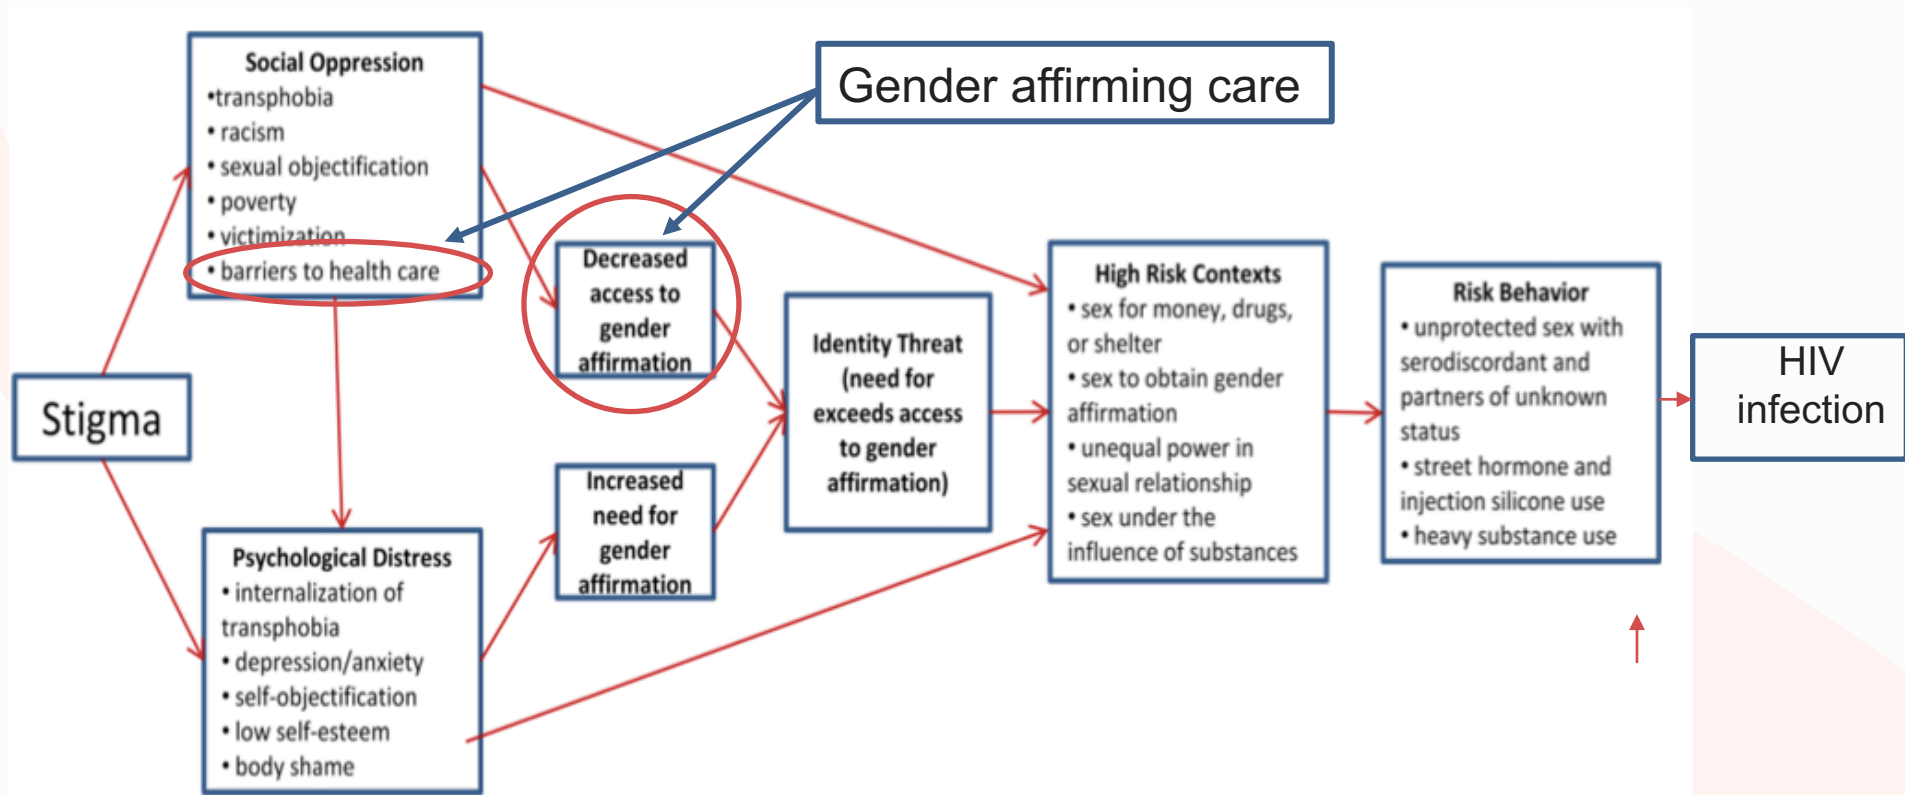 Social Oppression
•transphobia
• racism
• sexual objectification
• poverty
• victimization
• barriers to health care
Gender affirming care
Stigma
Psychological Distress
• internalization of
transphobia
• depression/anxiety
• self-objectification
• low self-esteem
• body shame
Decreased
access to
gender
affirmation
Increased
need for
gender
affirmation
Identity Threat
(need for
exceeds access
to gender
affirmation)
High Risk Contexts
• sex for money, drugs,
or shelter
• sex to obtain gender
affirmation
• unequal power in
sexual relationship
• sex under the
influence of substances
Risk Behavior
• unprotected sex with
serodiscordant and
partners of unknown
status
• street hormone and
injection silicone use
• heavy substance use
HIV
infection